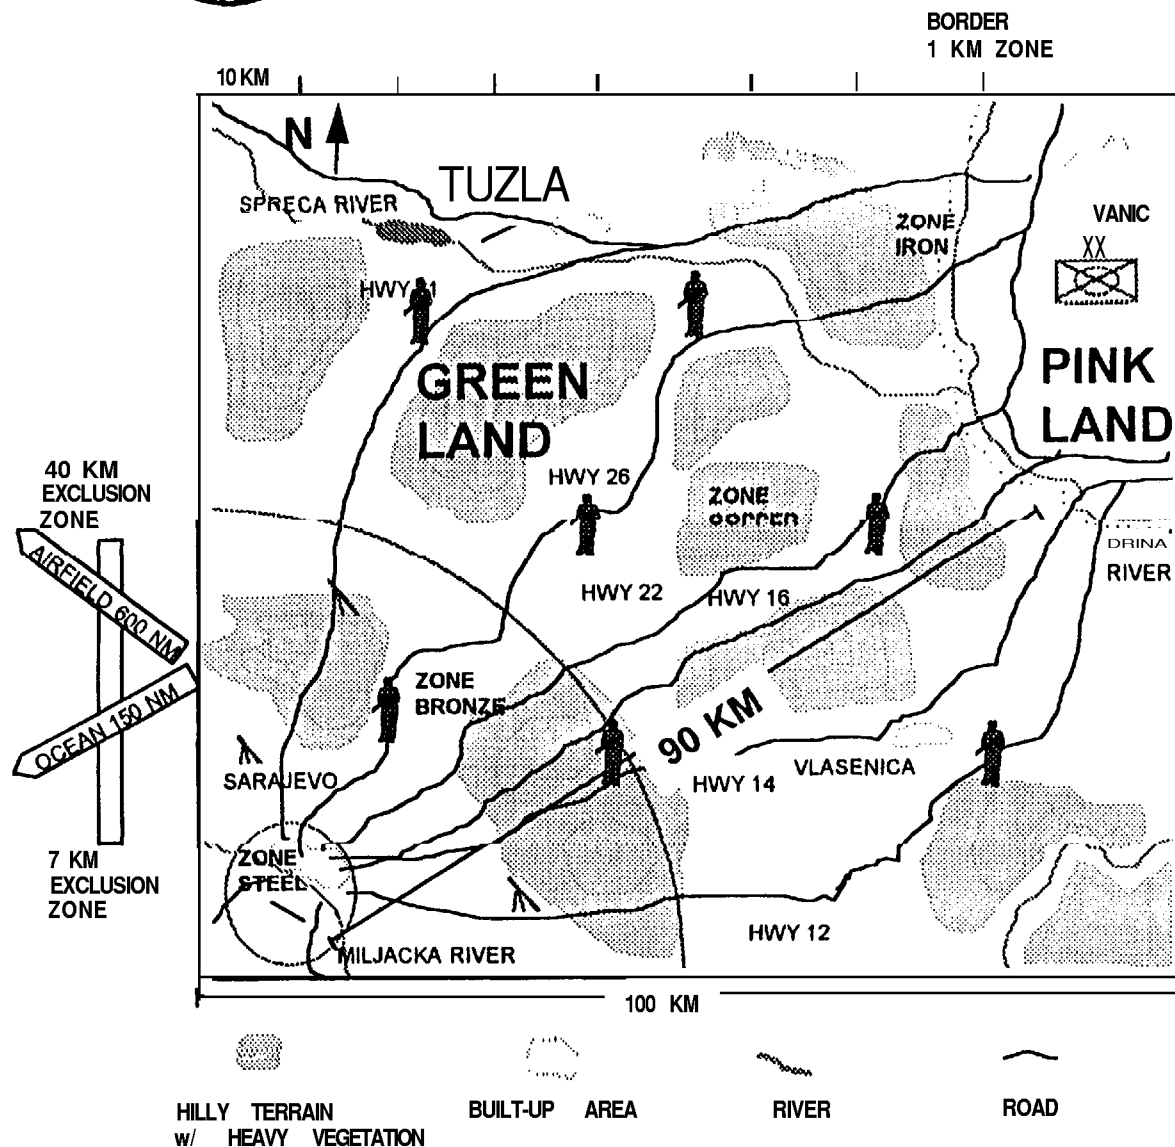 BORDER
1 KM ZONE
10 KM
N
TUZLA
SPRECA RIVER
ZONE
IRON
VANIC
XX
HWY 1
GREEN
LAND
PINK
LAND
40 KM
EXCLUSION
ZONE
HWY 26
ZONE
AIRFIELD 600 NM
DRINA
RIVER
HWY 22
HWY 16
ZONE
BRONZE
OCEAN 150 NM
90 KM
SARAJEVO
HWY 14
VLASENICA
7 KM
EXCLUSION
ZONE
ZONE
STEEL
HWY 12
MILJACKA RIVER
100 KM
HILLY TERRAIN
w/ HEAVY VEGETATION
BUILT-UP AREA
RIVER
ROAD